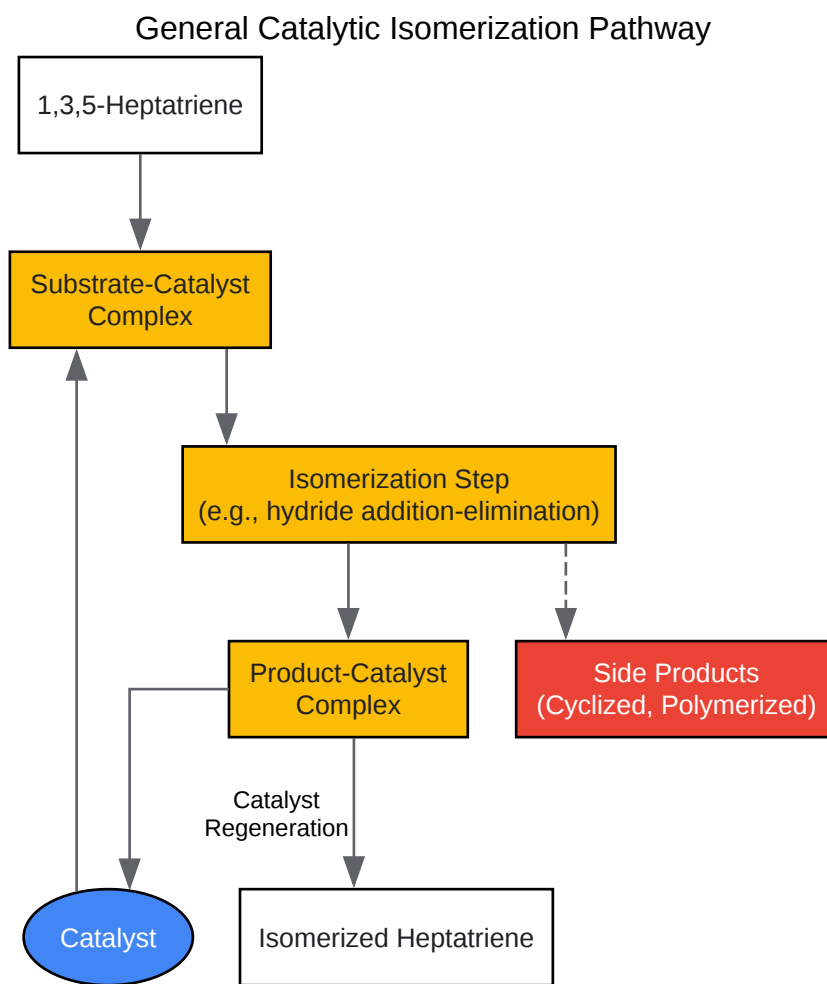 General Catalytic Isomerization Pathway
1,3,5-Heptatriene
Substrate-Catalyst
Complex
Isomerization Step
(e.g., hydride addition-elimination)
Product-Catalyst
Complex
Side Products
(Cyclized, Polymerized)
Catalyst
Regeneration
Catalyst
Isomerized Heptatriene